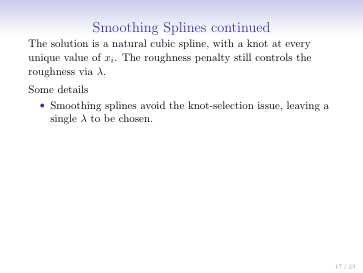 Smoothing Splines continued
The solution is a natural cubic spline, with a knot at every
unique value of xᵢ. The roughness penalty still controls the
roughness via λ.
Some details
• Smoothing splines avoid the knot-selection issue, leaving a
single λ to be chosen.
17 / 23